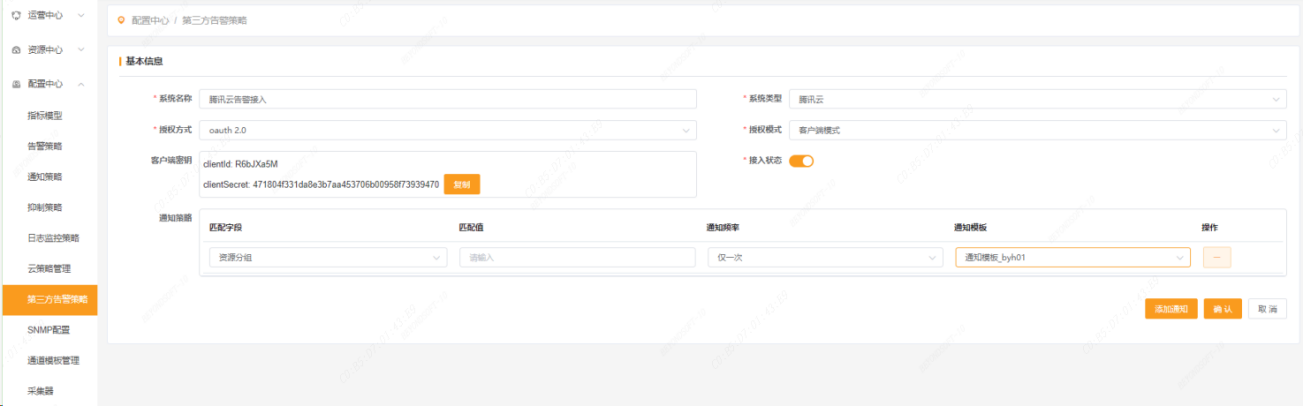 运营中心
资源中心
配置中心
指标模型
告警策略
通知策略
抑制策略
日志监控策略
云策略管理
第三方告警策略
SNMP配置
通道模板管理
采集器
配置中心 / 第三方告警策略
基本信息
* 系统名称 腾讯云告警接入 * 系统类型 腾讯云
* 授权方式 oauth 2.0 * 授权模式 客户端模式
客户端密钥 clientId: R6bJXa5M * 接入状态
clientSecret: 471804f331da8e3b7aa453706b00958f73939470 复制
通知策略 匹配字段 匹配值 通知频率 通知模板 操作
资源分组 请输入 仅一次 通知模板_byh01
添加通知 确认 取消